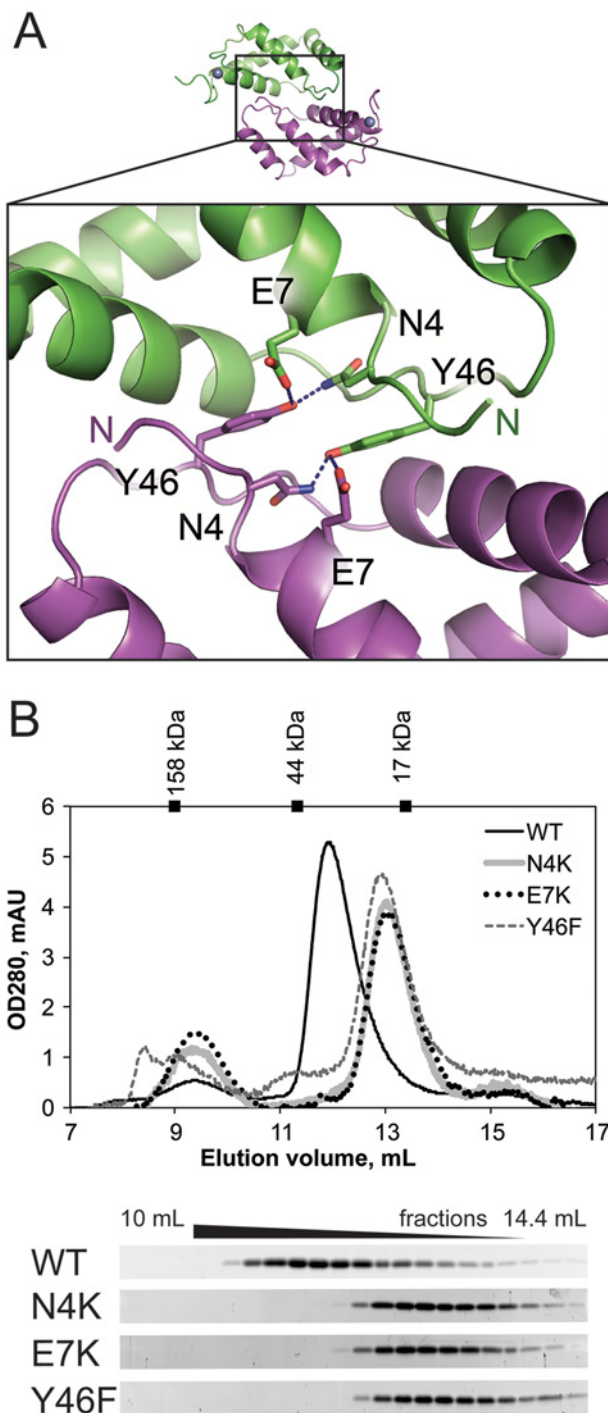 A
E7
N4
Y46
N
N
Y46
N4
E7
B
158 kDa
44 kDa
17 kDa
6
5
4
3
2
1
0
OD280, mAU
WT
N4K
E7K
Y46F
7 9 11 13 15 17
Elution volume, mL
10 mL fractions 14.4 mL
WT
N4K
E7K
Y46F